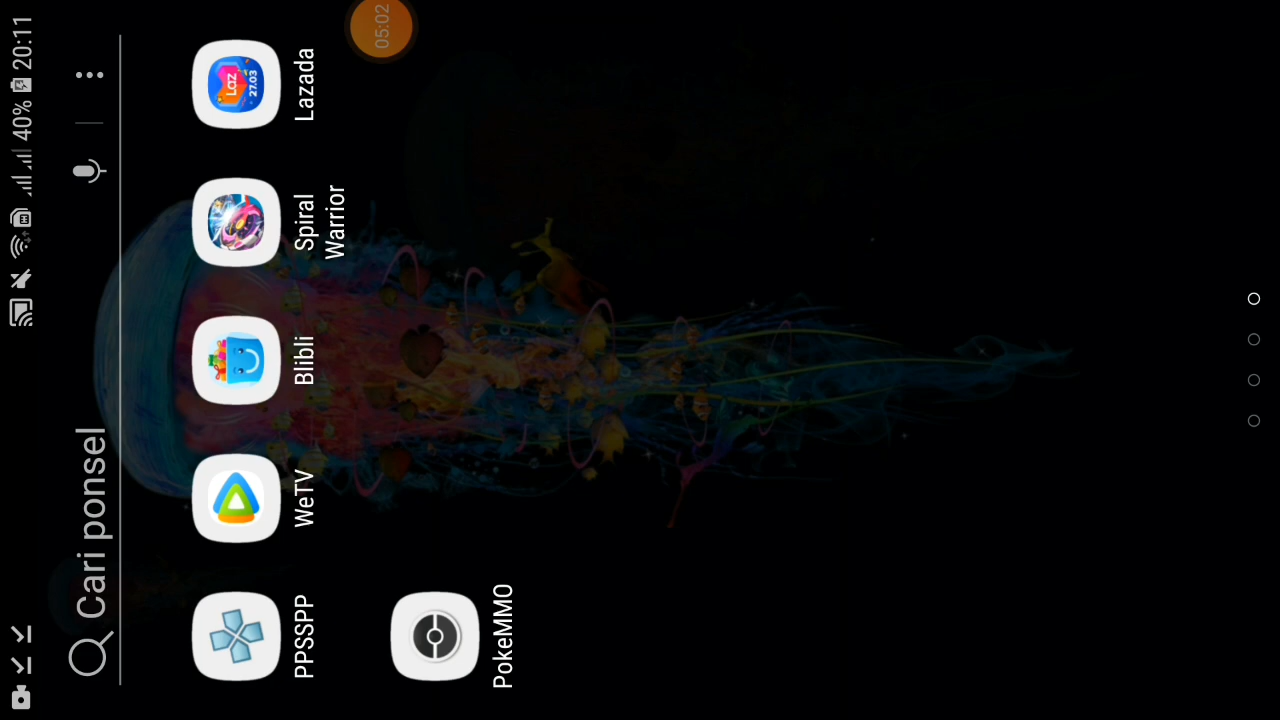 40% 20:11
05:02
Cari ponsel
PPSSPP
WeTV
Blibli
Spiral
Warrior
Laz
27.03
Lazada
PokeMMO